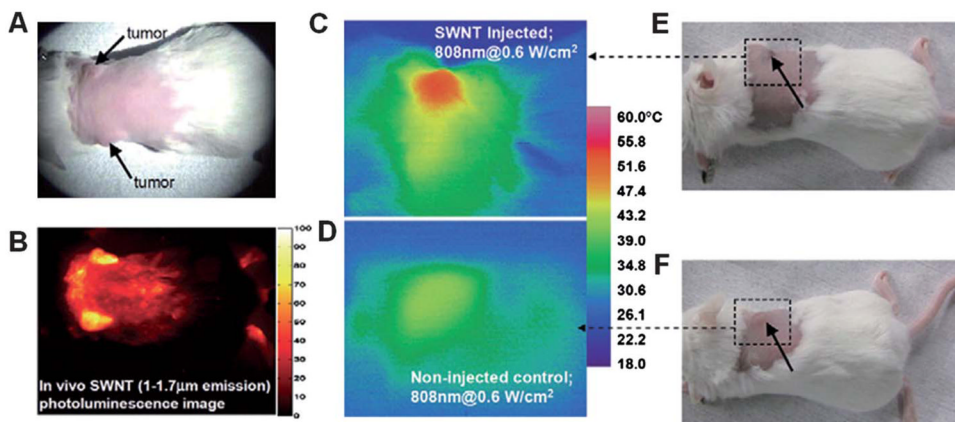 A
tumor
tumor
B
100
90
80
70
60
50
40
30
20
10
0
In vivo SWNT (1-1.7μm emission)
photoluminescence image
C
SWNT Injected;
808nm@0.6 W/cm²
D
Non-injected control;
808nm@0.6 W/cm²
60.0°C
55.8
51.6
47.4
43.2
39.0
34.8
30.6
26.1
22.2
18.0
E
F